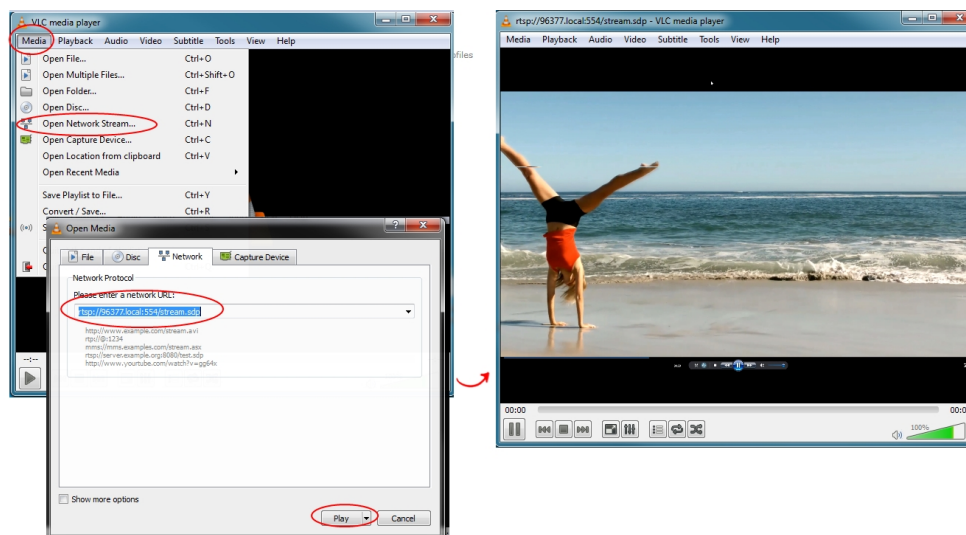 VLC media player
Media Playback Audio Video Subtitle Tools View Help
Open File... Ctrl+O
Open Multiple Files... Ctrl+Shift+O
Open Folder... Ctrl+F
Open Disc... Ctrl+D
Open Network Stream... Ctrl+N
Open Capture Device... Ctrl+C
Open Location from clipboard Ctrl+V
Open Recent Media
Save Playlist to File... Ctrl+Y
Convert / Save... Ctrl+R
S
--:--
Open Media
File Disc Network Capture Device
Network Protocol
Please enter a network URL:
rtsp://96377.local:554/stream.sdp
http://www.example.com/stream.avi
rtp://@:1234
mms://mms.examples.com/stream.asx
rtsp://server.example.org:8080/test.sdp
http://www.yourtube.com/watch?v=gg64x
Show more options
Play Cancel
rtsp://96377.local:554/stream.sdp - VLC media player
Media Playback Audio Video Subtitle Tools View Help
00:00 00:0
100%